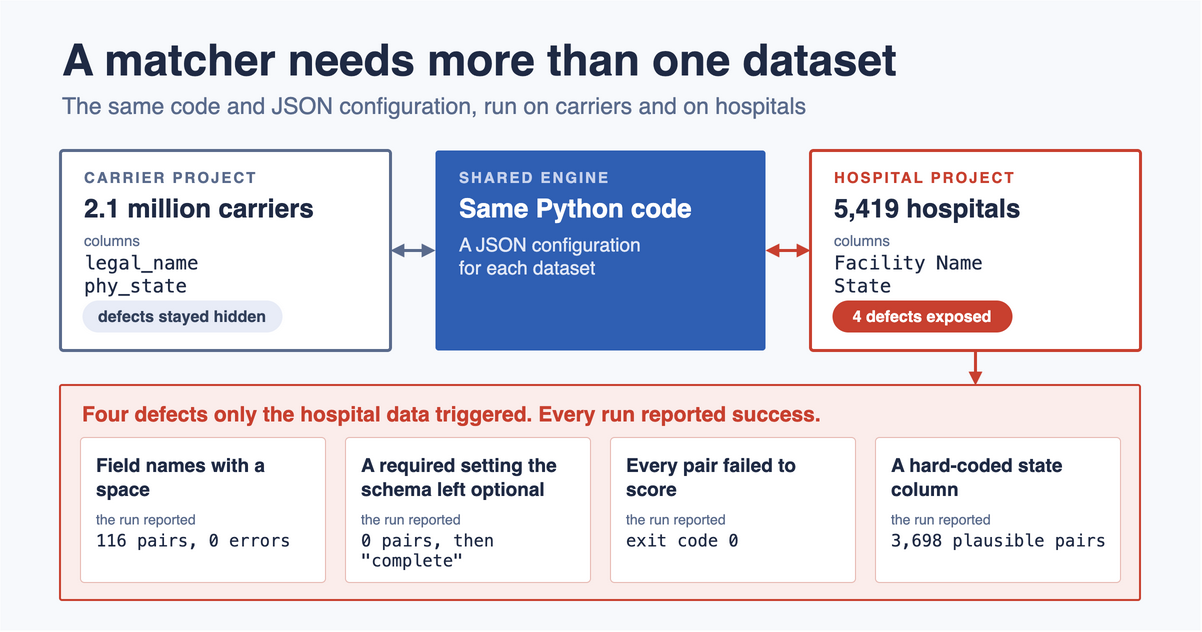 A matcher needs more than one dataset
The same code and JSON configuration, run on carriers and on hospitals
CARRIER PROJECT
2.1 million carriers
columns
legal_name
phy_state
defects stayed hidden
SHARED ENGINE
Same Python code
A JSON configuration
for each dataset
HOSPITAL PROJECT
5,419 hospitals
columns
Facility Name
State
4 defects exposed
Four defects only the hospital data triggered. Every run reported success.
Field names with a
space
the run reported
116 pairs, 0 errors
A required setting the
schema left optional
the run reported
0 pairs, then
"complete"
Every pair failed to
score
the run reported
exit code 0
A hard-coded state
column
the run reported
3,698 plausible pairs